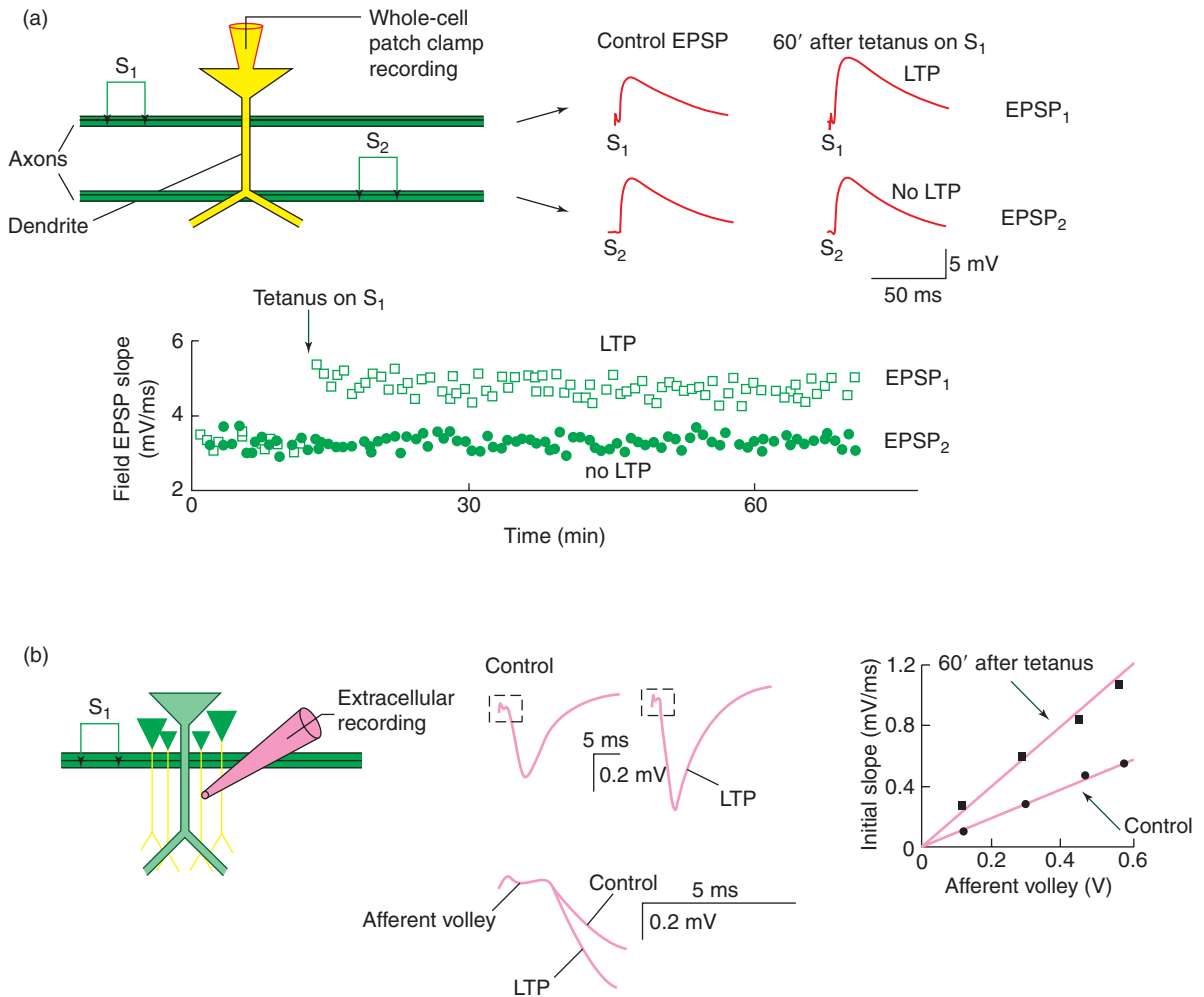 (a)
Whole-cell
patch clamp
recording
S1
S2
Axons
Dendrite
Control EPSP
60′ after tetanus on S1
LTP
S1
S1
EPSP1
No LTP
S2
S2
EPSP2
5 mV
50 ms
Tetanus on S1
Field EPSP slope
(mV/ms)
6
4
2
LTP
EPSP1
EPSP2
no LTP
0
30
60
Time (min)
(b)
S1
Extracellular
recording
Control
5 ms
0.2 mV
LTP
Afferent volley
Control
LTP
5 ms
0.2 mV
Initial slope (mV/ms)
60′ after tetanus
1.2
0.8
0.4
0
Control
0
0.2
0.4
0.6
Afferent volley (V)